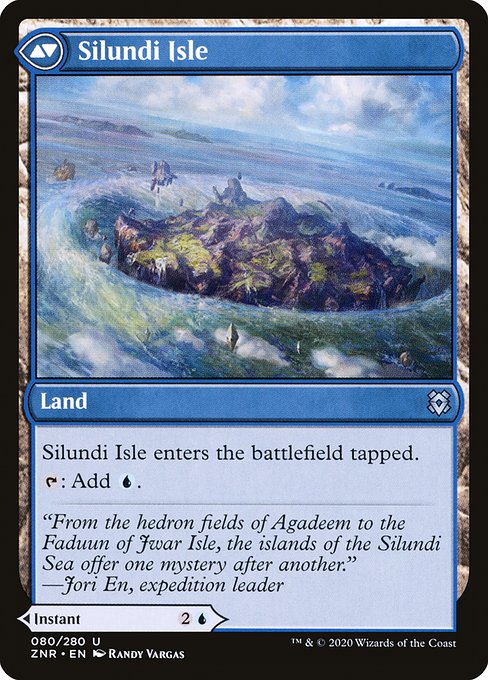 Silundi Isle
Land
Silundi Isle enters the battlefield tapped.
: Add .
“From the hedron fields of Agadeem to the
Faduun of Jwar Isle, the islands of the Silundi
Sea offer one mystery after another.”
—Jori En, expedition leader
Instant 2
080/280 U
ZNR • EN Randy Vargas
™ & © 2020 Wizards of the Coast